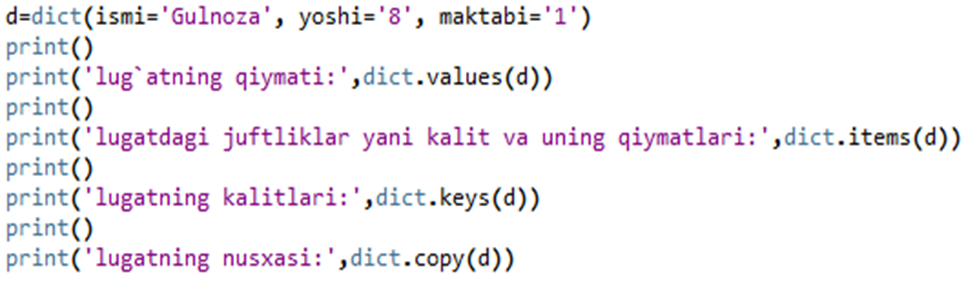 d=dict(ismi='Gulnoza', yoshi='8', maktabi='1')
print()
print('lug`atning qiymati:',dict.values(d))
print()
print('lugatdagi juftliklar yani kalit va uning qiymatlari:',dict.items(d))
print()
print('lugatning kalitlari:',dict.keys(d))
print()
print('lugatning nusxasi:',dict.copy(d))